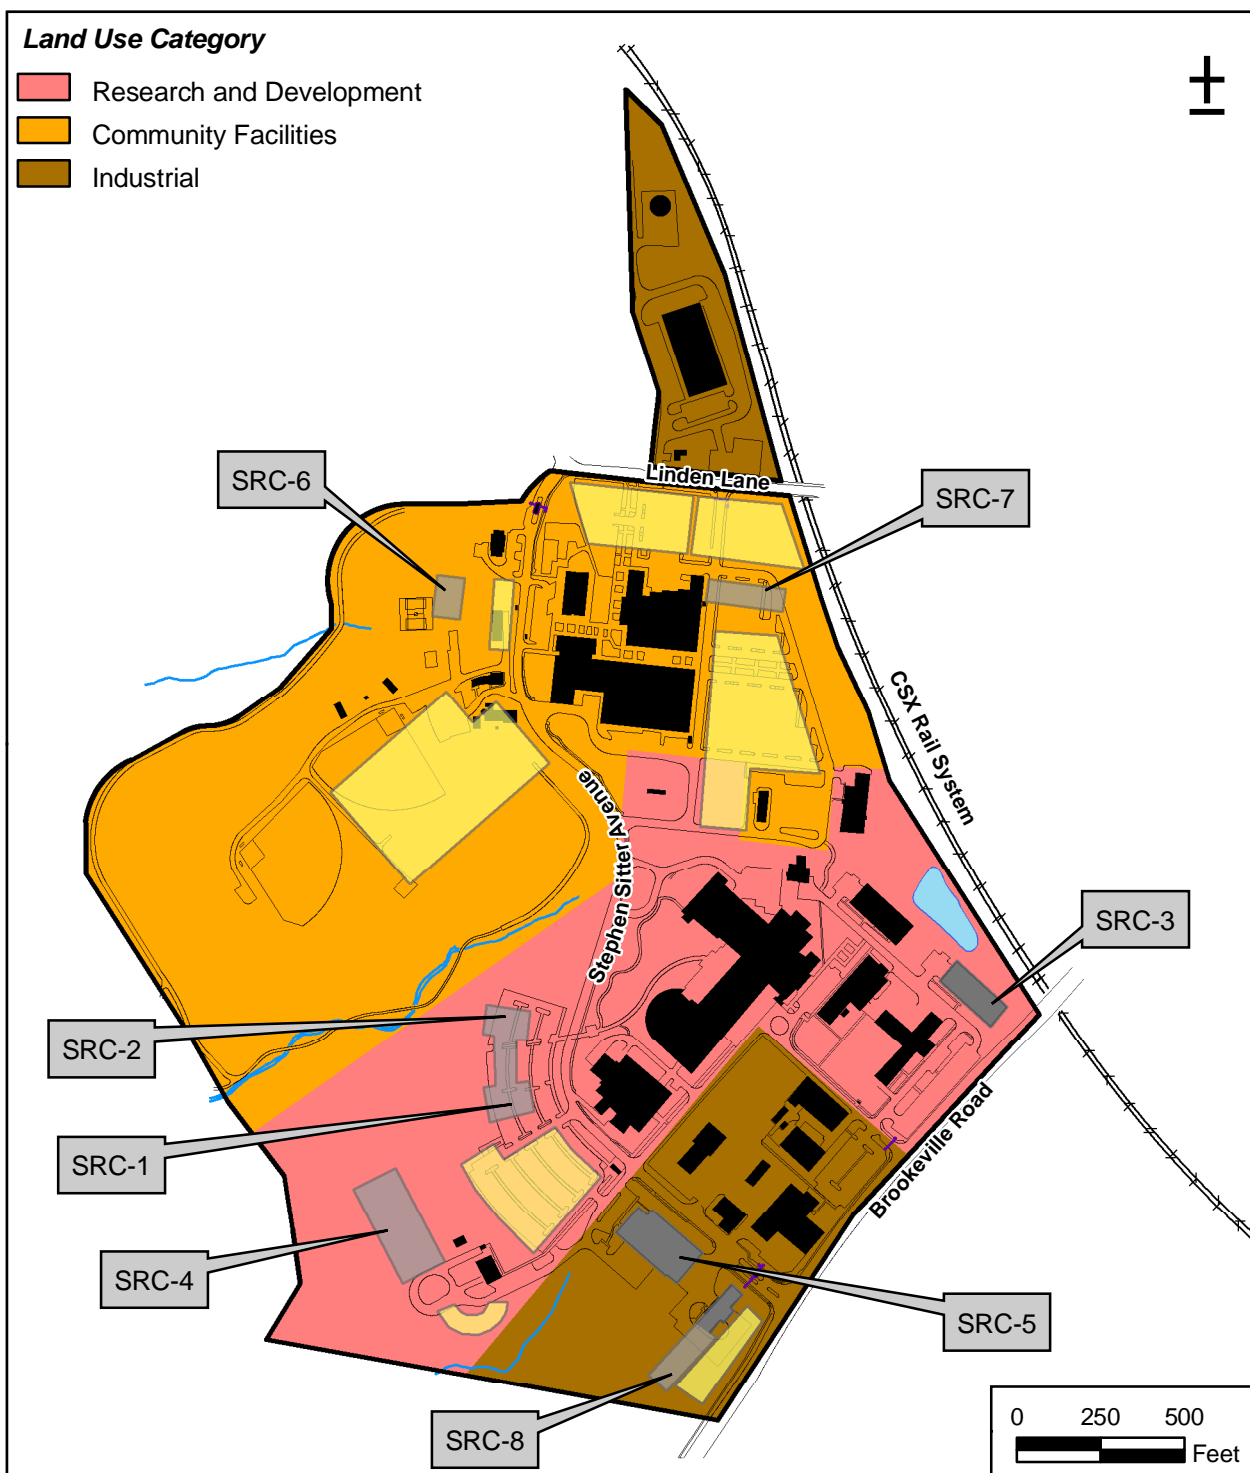 Land Use Category
Research and Development
Community Facilities
Industrial
Linden Lane
SRC-6
SRC-7
CSX Rail System
Stephen Sitter Avenue
SRC-3
SRC-2
SRC-1
Brookeville Road
SRC-4
SRC-5
SRC-8
0 250 500
Feet